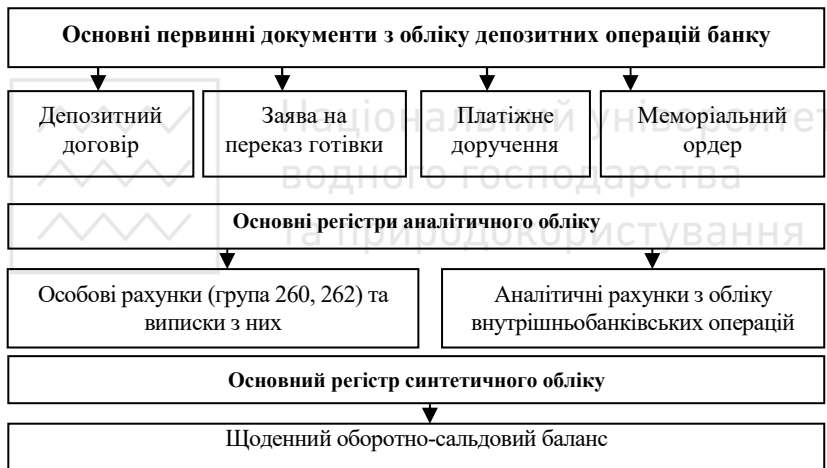 Основні первинні документи з обліку депозитних операцій банку
Депозитний
договір
Заява на
переказ готівки
Платіжне
доручення
Меморіальний
ордер
Національний університет
водного господарства
та природокористування
Основні регістри аналітичного обліку
Особові рахунки (група 260, 262) та
виписки з них
Аналітичні рахунки з обліку
внутрішньобанківських операцій
Основний регістр синтетичного обліку
Щоденний оборотно-сальдовий баланс